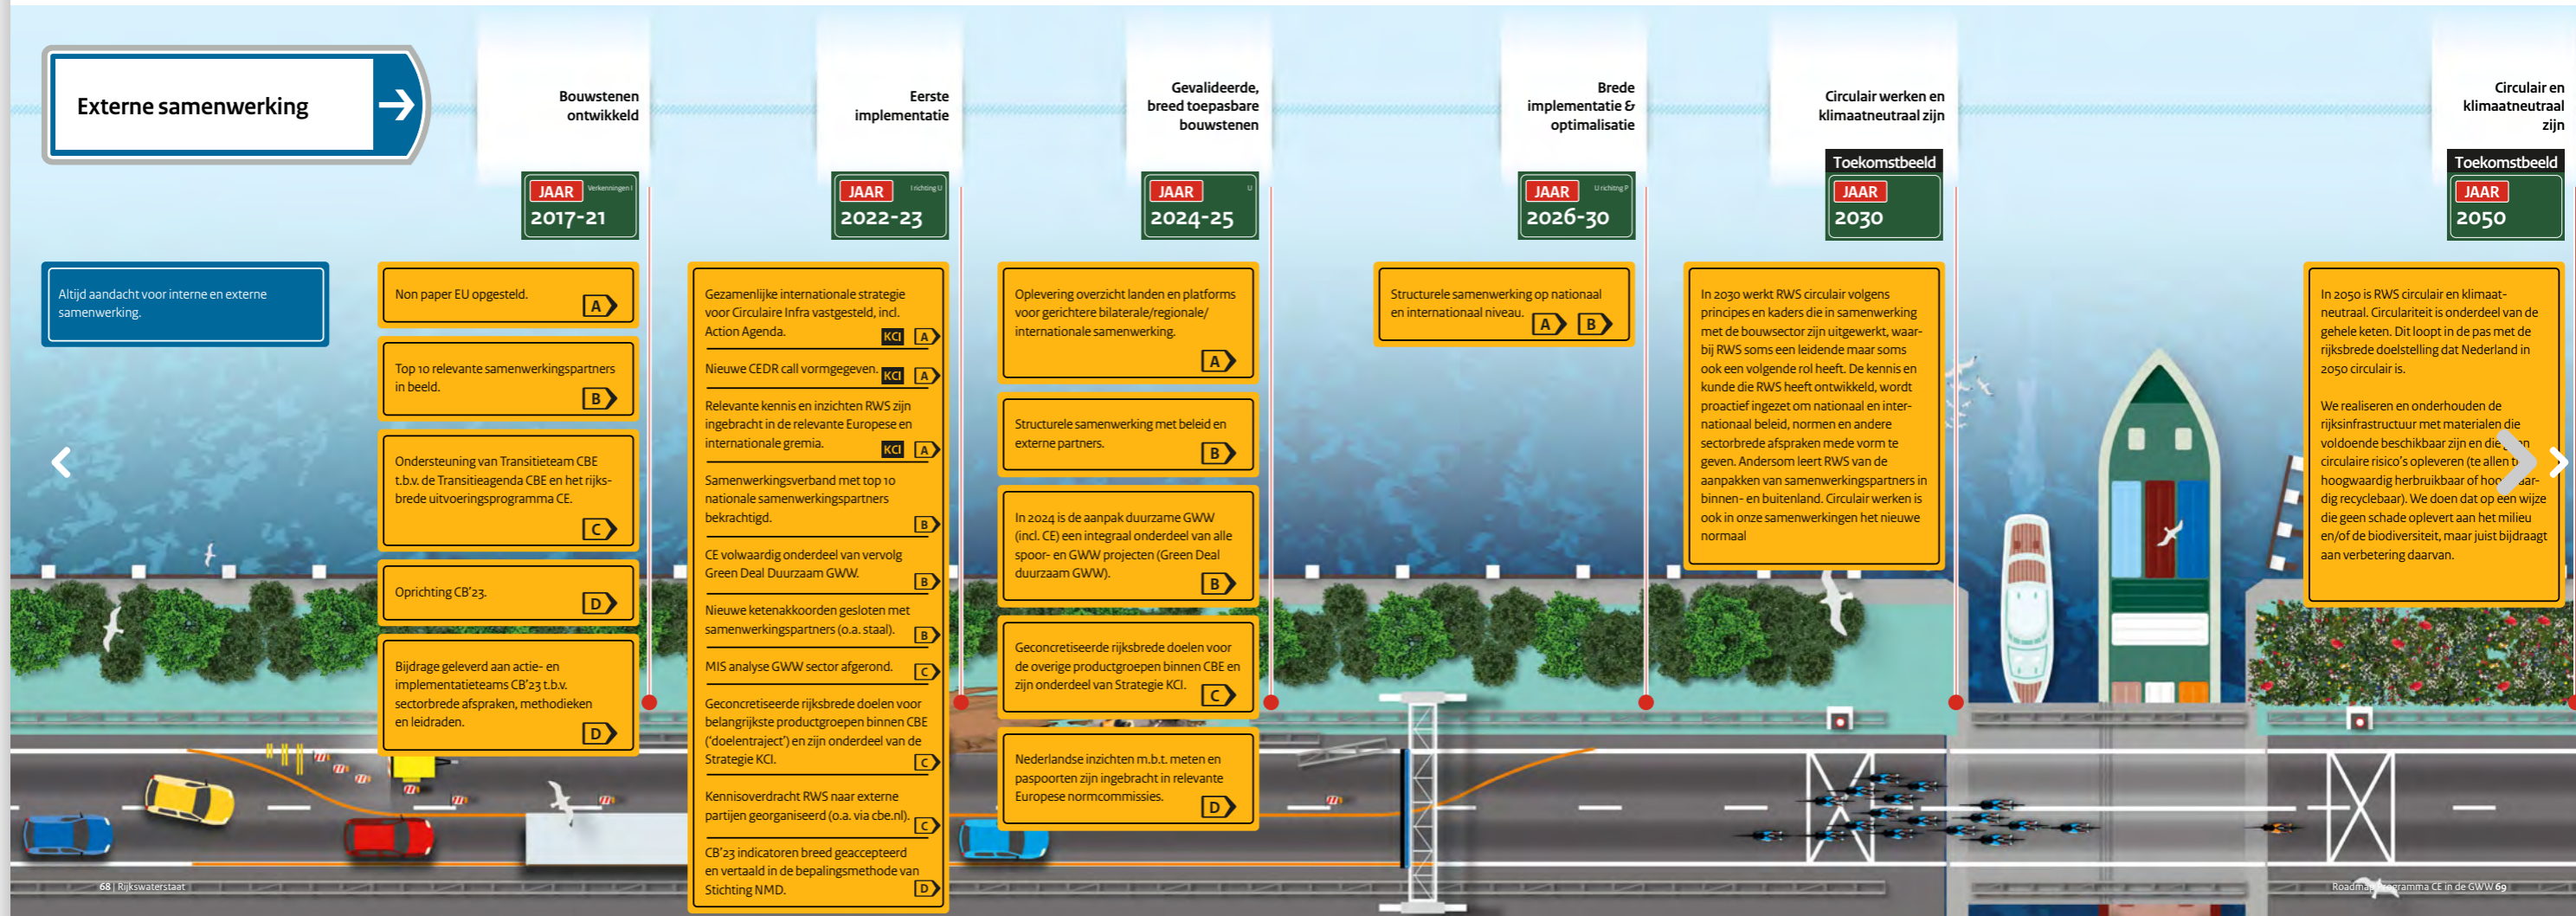 Externe samenwerking
Bouwstenen
ontwikkeld
JAAR
Verkenningen I
2017-21
Eerste
implementatie
JAAR
I richting U
2022-23
Gevalideerde,
breed toepasbare
bouwstenen
JAAR
U
2024-25
Brede
implementatie &
optimalisatie
JAAR
U richting P
2026-30
Circulair werken en
klimaatneutraal zijn
Toekomstbeeld
JAAR
2030
Circulair en
klimaatneutraal
zijn
Toekomstbeeld
JAAR
2050
Altijd aandacht voor interne en externe
samenwerking.
Non paper EU opgesteld.
A
Top 10 relevante samenwerkingspartners
in beeld.
B
Ondersteuning van Transitieteam CBE
t.b.v. de Transitieagenda CBE en het rijks-
brede uitvoeringsprogramma CE.
C
Oprichting CB'23.
D
Bijdrage geleverd aan actie- en
implementatieteams CB'23 t.b.v.
sectorbrede afspraken, methodieken
en leidraden.
D
Gezamenlijke internationale strategie
voor Circulaire Infra vastgesteld, incl.
Action Agenda.
KCI A
Nieuwe CEDR call vormgegeven.
KCI A
Relevante kennis en inzichten RWS zijn
ingebracht in de relevante Europese en
internationale gremia.
KCI A
Samenwerkingsverband met top 10
nationale samenwerkingspartners
bekrachtigd.
B
CE volwaardig onderdeel van vervolg
Green Deal Duurzaam GWW.
B
Nieuwe ketenakkoorden gesloten met
samenwerkingspartners (o.a. staal).
B
MIS analyse GWW sector afgerond.
C
Geconcretiseerde rijksbrede doelen voor
belangrijkste productgroepen binnen CBE
('doelentraject') en zijn onderdeel van de
Strategie KCI.
C
Kennisoverdracht RWS naar externe
partijen georganiseerd (o.a. via cbe.nl).
C
CB'23 indicatoren breed geaccepteerd
en vertaald in de bepalingsmethode van
Stichting NMD.
D
Oplevering overzicht landen en platforms
voor gerichtere bilaterale/regionale/
internationale samenwerking.
A
Structurele samenwerking met beleid en
externe partners.
B
In 2024 is de aanpak duurzame GWW
(incl. CE) een integraal onderdeel van alle
spoor- en GWW projecten (Green Deal
duurzaam GWW).
B
Geconcretiseerde rijksbrede doelen voor
de overige productgroepen binnen CBE en
zijn onderdeel van Strategie KCI.
C
Nederlandse inzichten m.b.t. meten en
paspoorten zijn ingebracht in relevante
Europese normcommissies.
D
Structurele samenwerking op nationaal
en internationaal niveau.
A B
In 2030 werkt RWS circulair volgens
principes en kaders die in samenwerking
met de bouwsector zijn uitgewerkt, waar-
bij RWS soms een leidende maar soms
ook een volgende rol heeft. De kennis en
kunde die RWS heeft ontwikkeld, wordt
proactief ingezet om nationaal en inter-
nationaal beleid, normen en andere
sectorbrede afspraken mede vorm te
geven. Andersom leert RWS van de
aanpakken van samenwerkingspartners in
binnen- en buitenland. Circulair werken is
ook in onze samenwerkingen het nieuwe
normaal
In 2050 is RWS circulair en klimaat-
neutraal. Circulariteit is onderdeel van de
gehele keten. Dit loopt in de pas met de
rijksbrede doelstelling dat Nederland in
2050 circulair is.
We realiseren en onderhouden de
rijksinfrastructuur met materialen die
voldoende beschikbaar zijn en die
circulaire risico's opleveren (te allen
hoogwaardig herbruikbaar of
dig recyclebaar). We doen dat op een wijze
die geen schade oplevert aan het milieu
en/of de biodiversiteit, maar juist bijdraagt
aan verbetering daarvan.
68 | Rijkswaterstaat
Roadmap Programma CE in de GWW 69